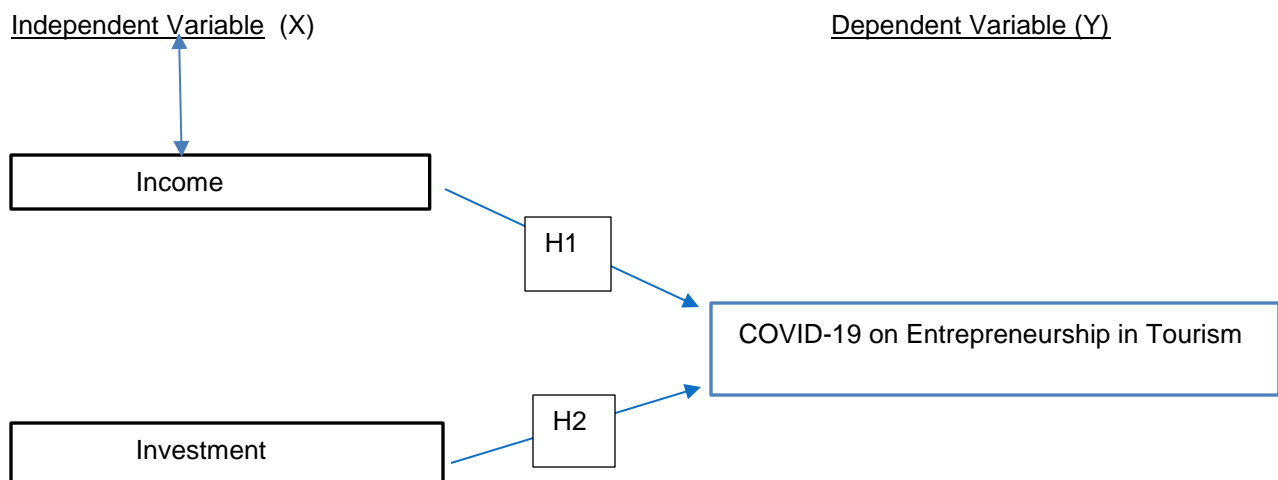 Independent Variable (X)
Dependent Variable (Y)
Income
H1
COVID-19 on Entrepreneurship in Tourism
H2
Investment